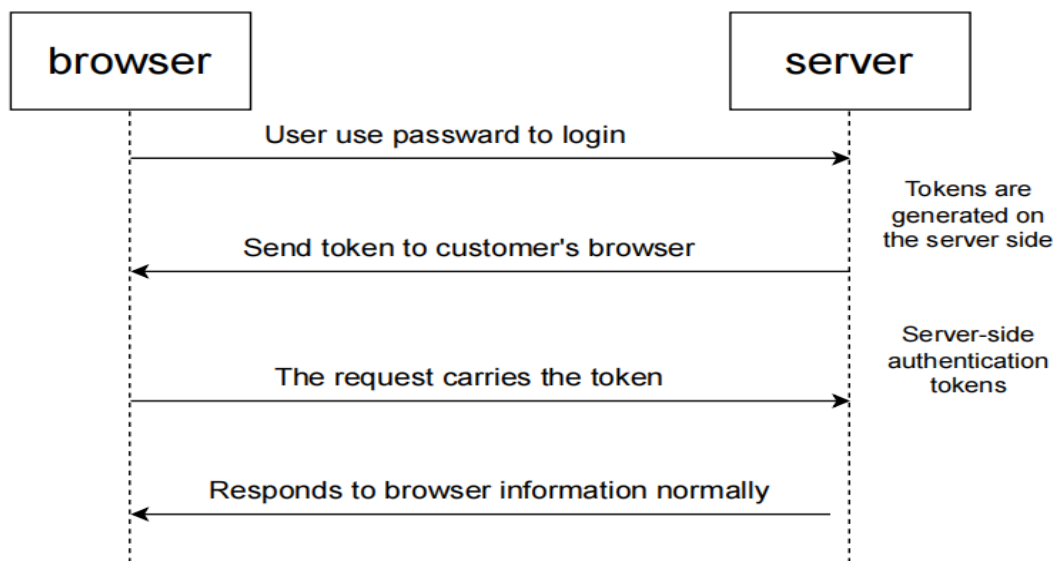 browser
server
User use passward to login
Tokens are
generated on
the server side
Send token to customer's browser
Server-side
authentication
tokens
The request carries the token
Responds to browser information normally